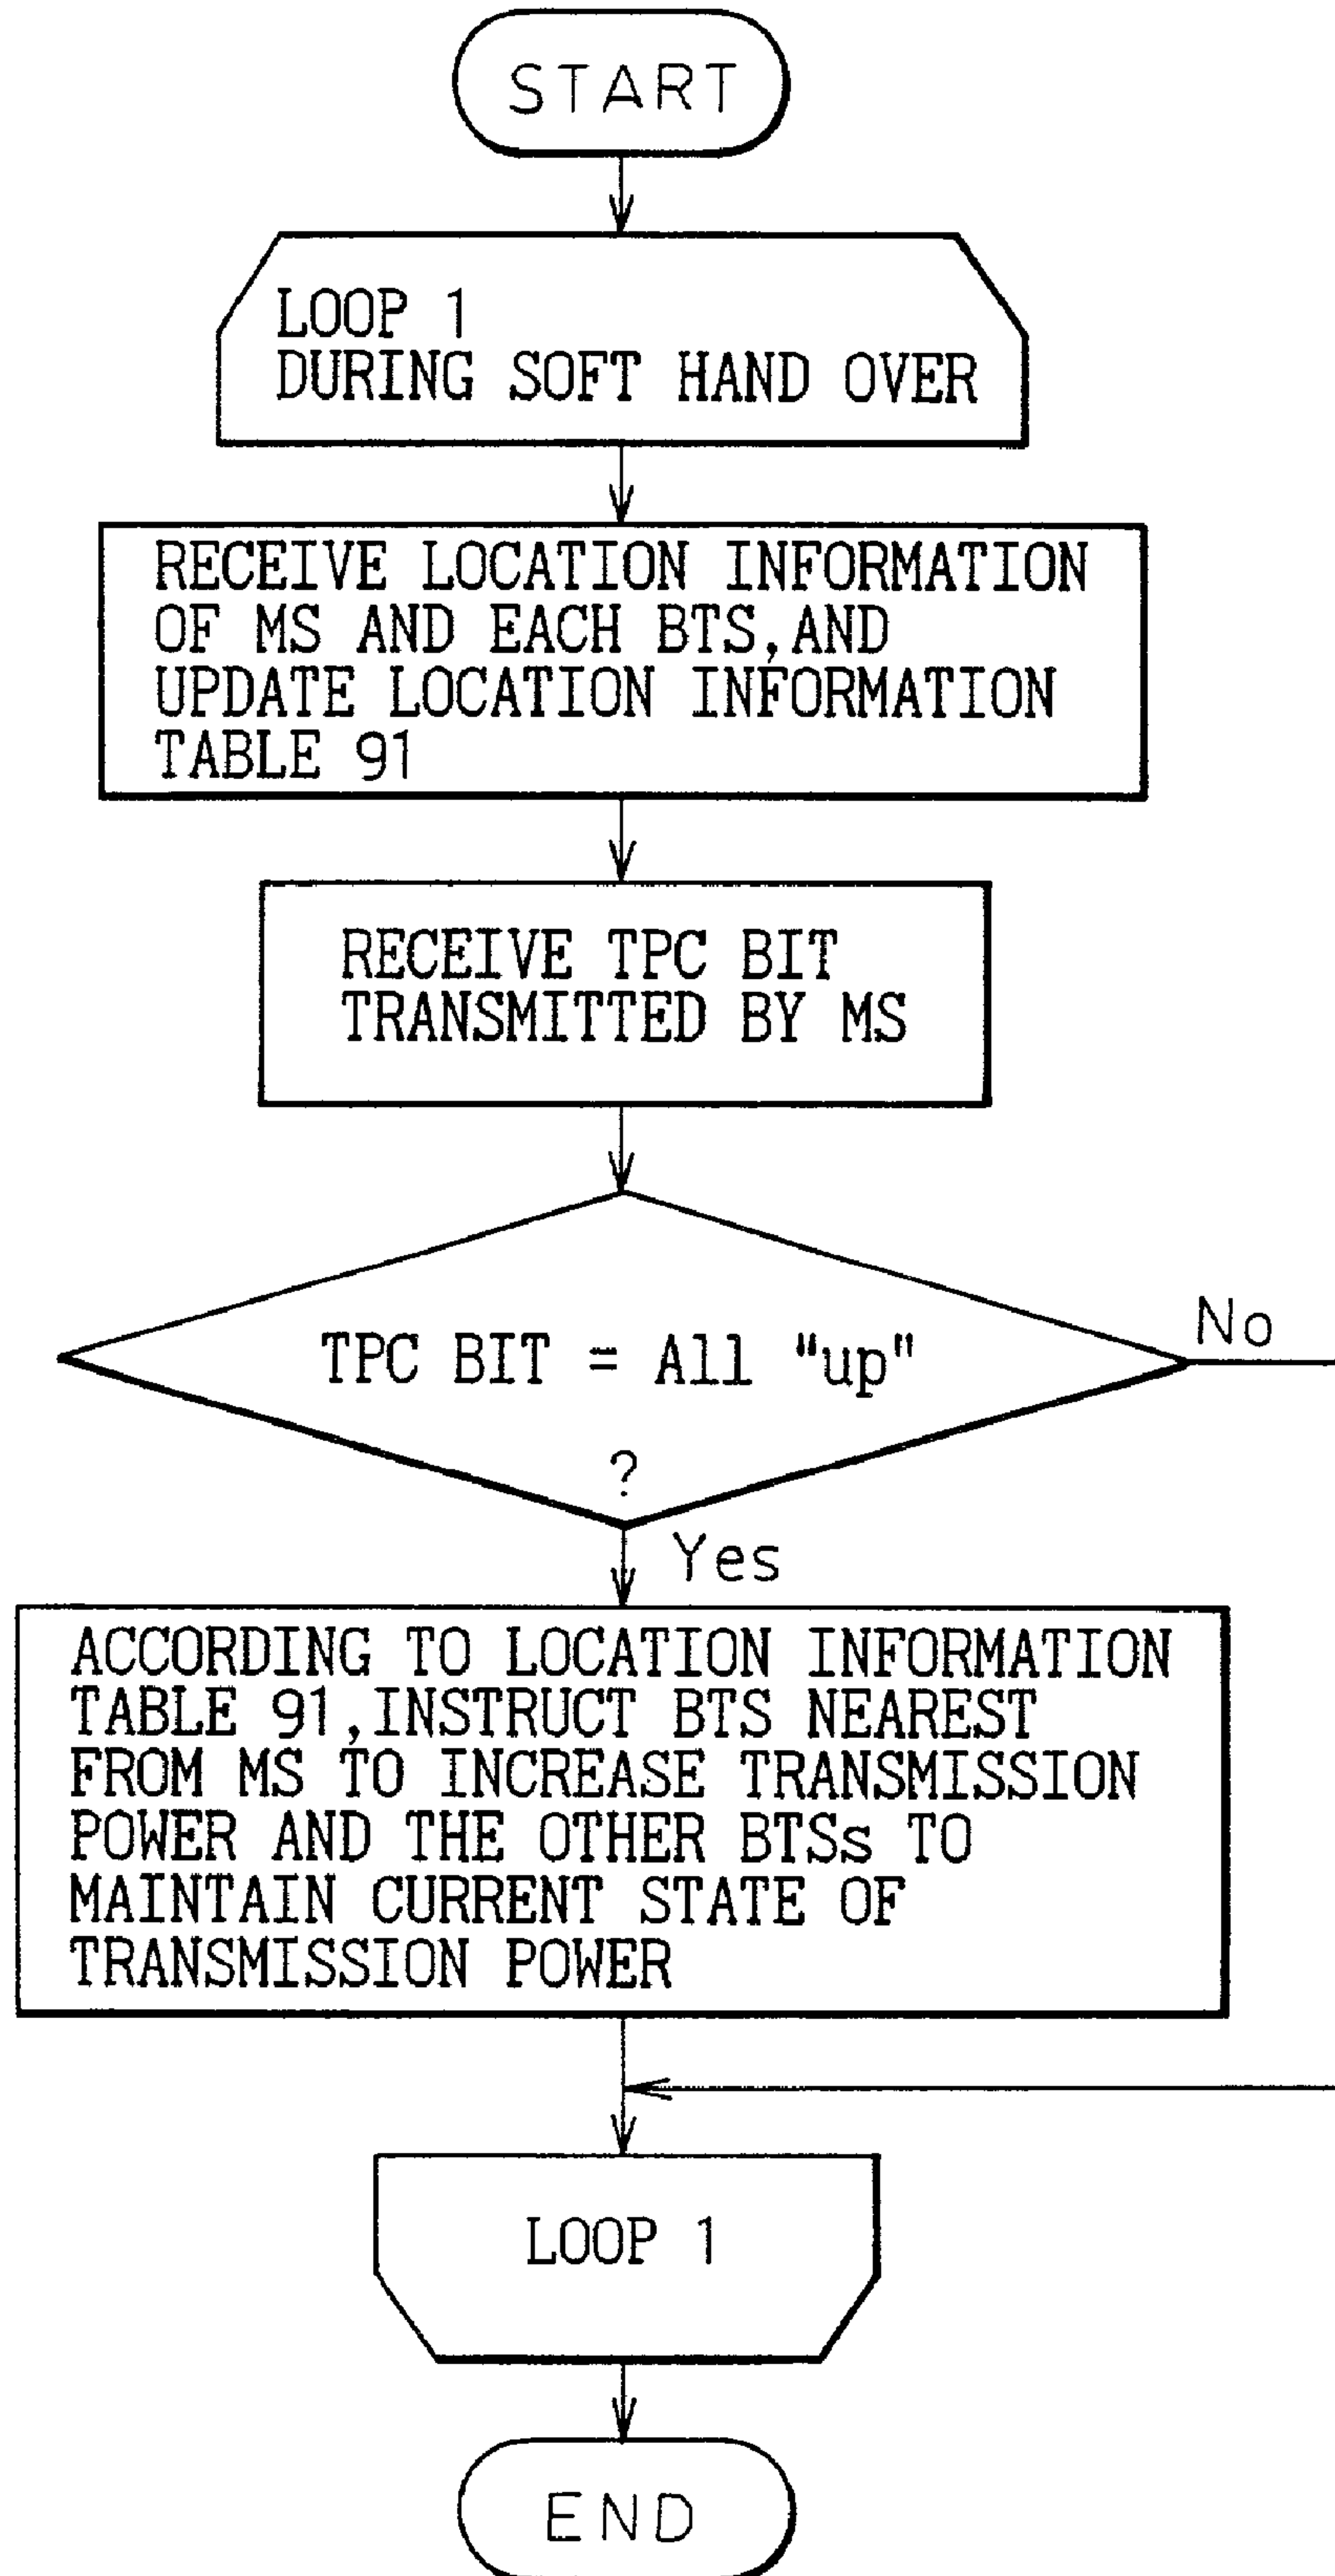 START
LOOP 1
DURING SOFT HAND OVER
RECEIVE LOCATION INFORMATION
OF MS AND EACH BTS,AND
UPDATE LOCATION INFORMATION
TABLE 91
RECEIVE TPC BIT
TRANSMITTED BY MS
TPC BIT = All "up"
?
No
Yes
ACCORDING TO LOCATION INFORMATION
TABLE 91,INSTRUCT BTS NEAREST
FROM MS TO INCREASE TRANSMISSION
POWER AND THE OTHER BTSs TO
MAINTAIN CURRENT STATE OF
TRANSMISSION POWER
LOOP 1
END